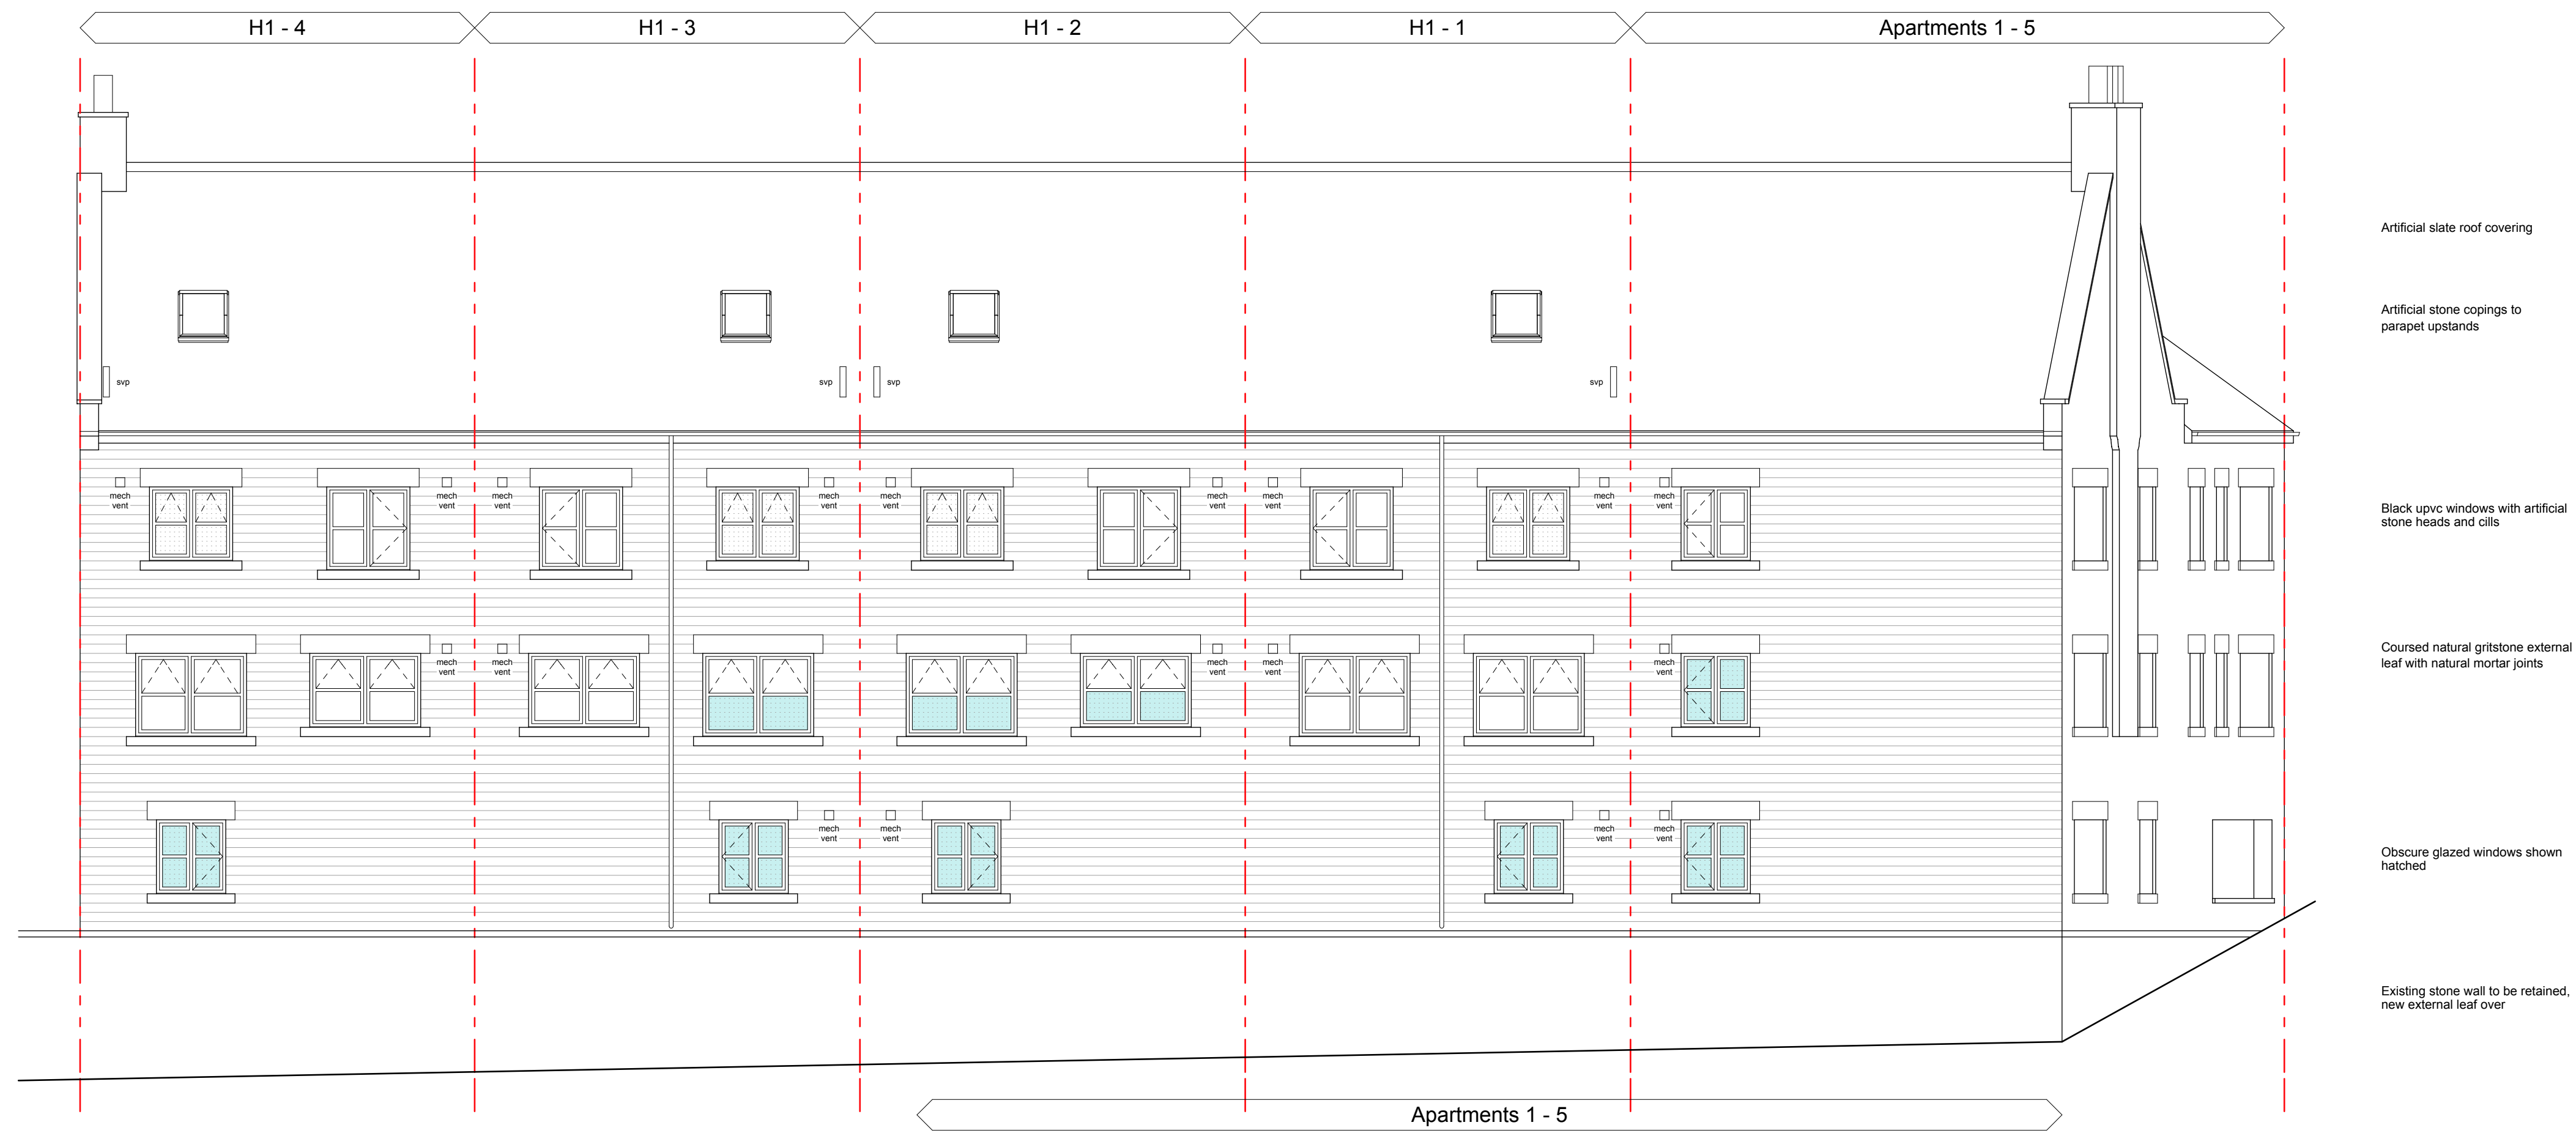 H1 - 4
H1 - 3
H1 - 2
H1 - 1
Apartments 1 - 5
Artificial slate roof covering
Artificial stone copings to
parapet upstands
svp
svp
svp
svp
mech
vent
mech
vent
mech
vent
mech
vent
mech
vent
mech
vent
mech
vent
mech
vent
mech
vent
Black upvc windows with artificial
stone heads and cills
mech
vent
mech
vent
mech
vent
mech
vent
mech
vent
Coursed natural gritstone external
leaf with natural mortar joints
mech
vent
mech
vent
mech
vent
mech
vent
Obscure glazed windows shown
hatched
Existing stone wall to be retained,
new external leaf over
Apartments 1 - 5